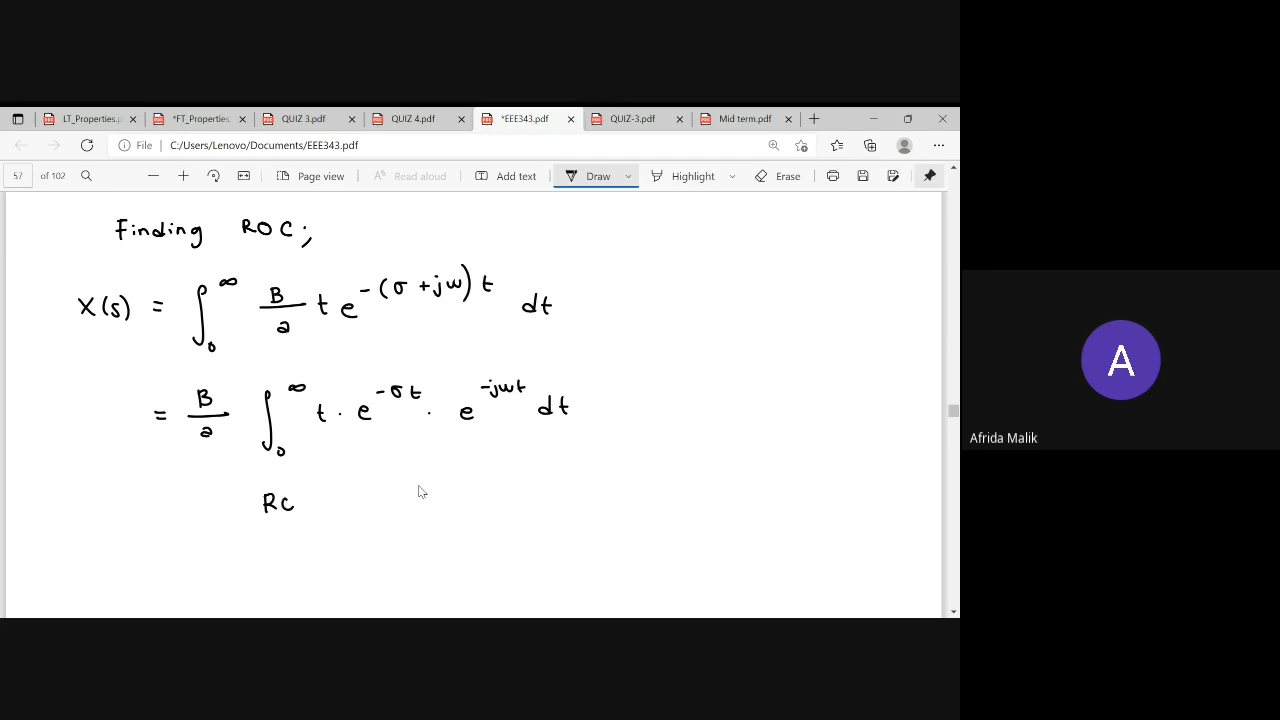 LT_Properties.p
*FT_Properties.
QUIZ 3.pdf
QUIZ 4.pdf
*EEE343.pdf
QUIZ-3.pdf
Mid term.pdf
File C:/Users/Lenovo/Documents/EEE343.pdf
57 of 102 Page view Read aloud Add text Draw Highlight Erase
Finding ROC;
X(s) = ∫₀^∞ B/a t e^-(σ+jω)t dt
= B/a ∫₀^∞ t · e^-σt · e^-jωt dt
RC
A
Afrida Malik